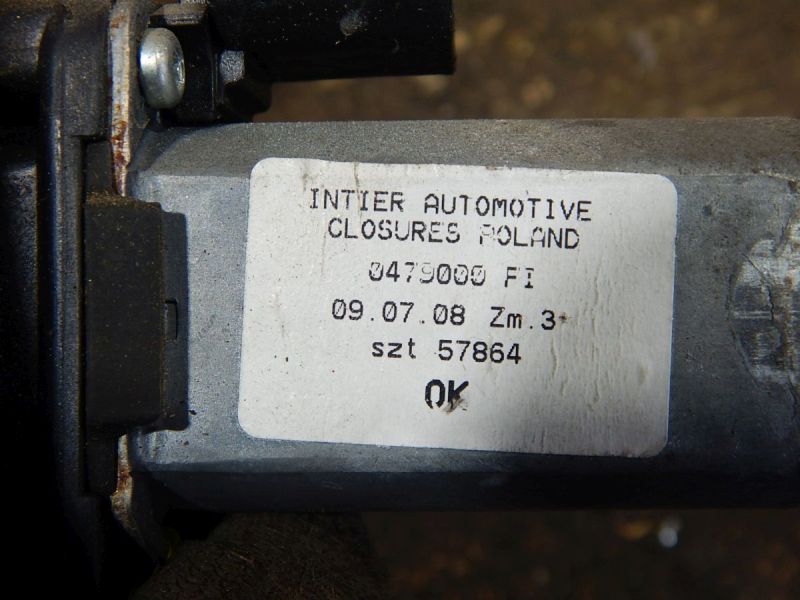 INTIER AUTOMOTIVE
CLOSURES POLAND
0479000 FI
09.07.08 Zm.3
szt 57864
OK